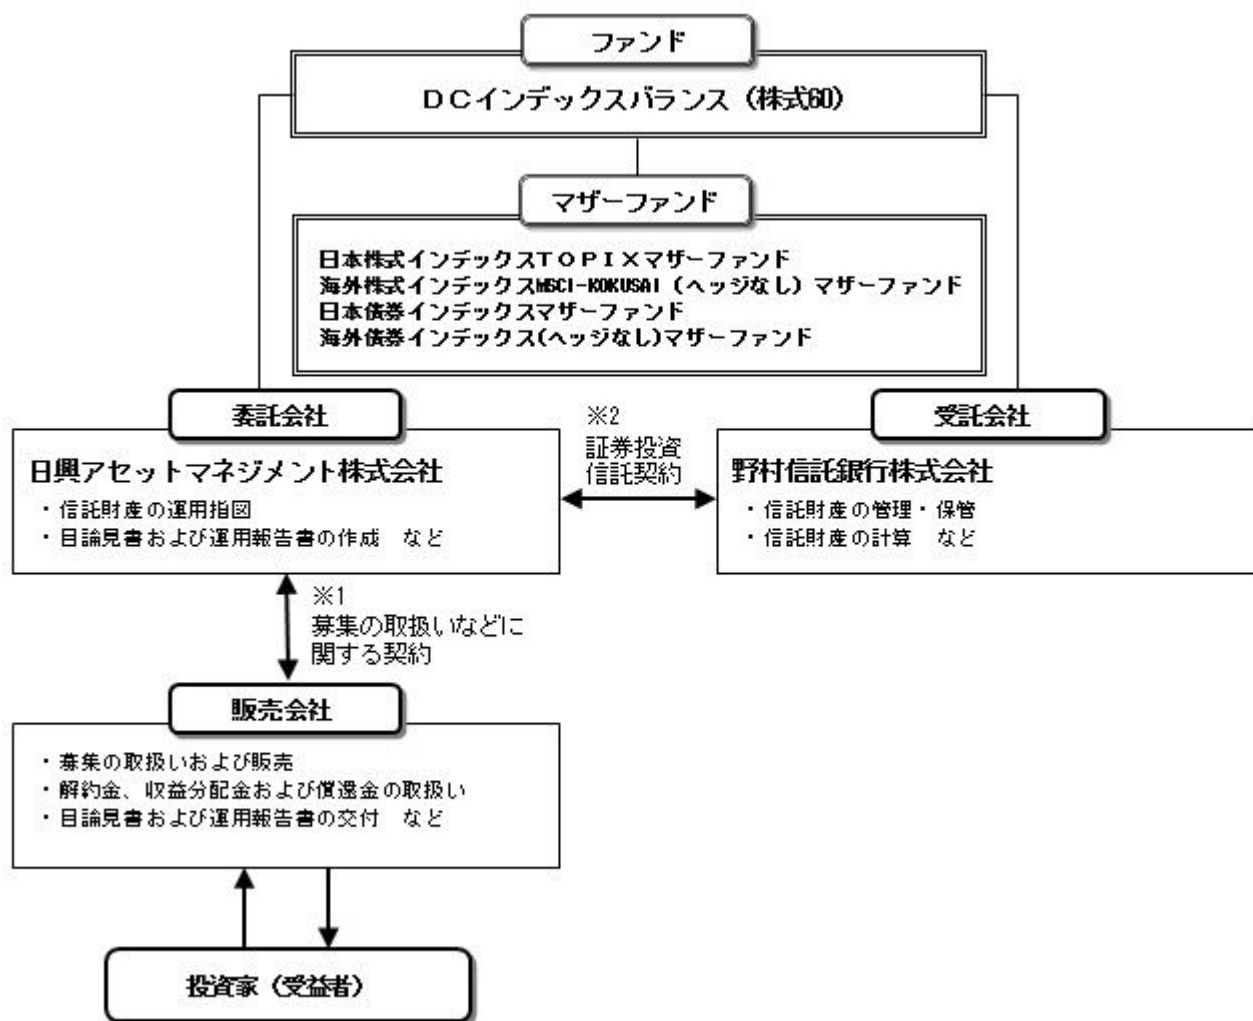 ファンド
DCインデックスバランス（株式60）
マザーファンド
日本株式インデックスTOPIXマザーファンド
海外株式インデックスMSCI-KOKUSAI（ヘッジなし）マザーファンド
日本債券インデックスマザーファンド
海外債券インデックス(ヘッジなし)マザーファンド
委託会社
日興アセットマネジメント株式会社
・信託財産の運用指図
・目論見書および運用報告書の作成　など
※2
証券投資
信託契約
受託会社
野村信託銀行株式会社
・信託財産の管理・保管
・信託財産の計算　など
※1
募集の取扱いなどに
関する契約
販売会社
・募集の取扱いおよび販売
・解約金、収益分配金および償還金の取扱い
・目論見書および運用報告書の交付　など
投資家（受益者）